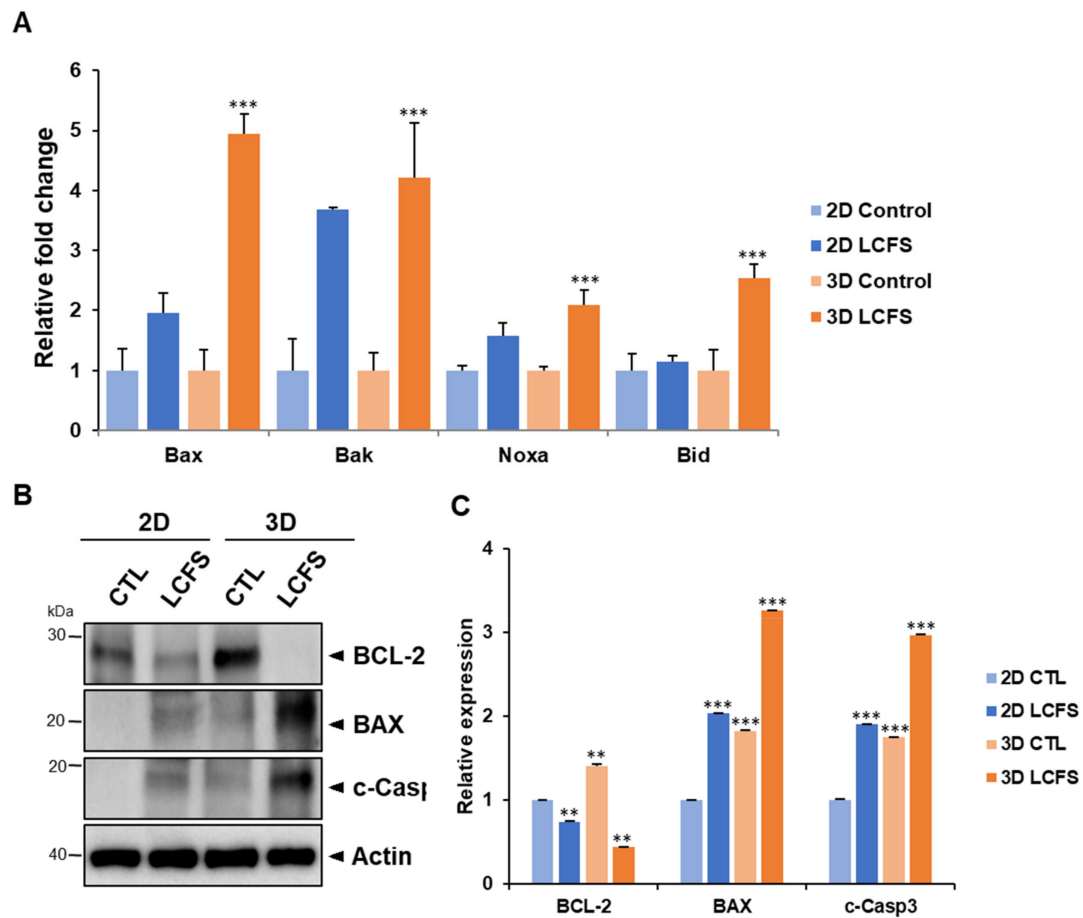 A
Relative fold change
6
5
4
3
2
1
0
***
***
***
***
Bax Bak Noxa Bid
2D Control
2D LCFS
3D Control
3D LCFS
B
2D 3D
CTL LCFS CTL LCFS
kDa
30
BCL-2
20
BAX
20
c-Casp
40
Actin
C
Relative expression
4
3
2
1
0
** ** **
*** *** ***
*** *** ***
BCL-2 BAX c-Casp3
2D CTL
2D LCFS
3D CTL
3D LCFS